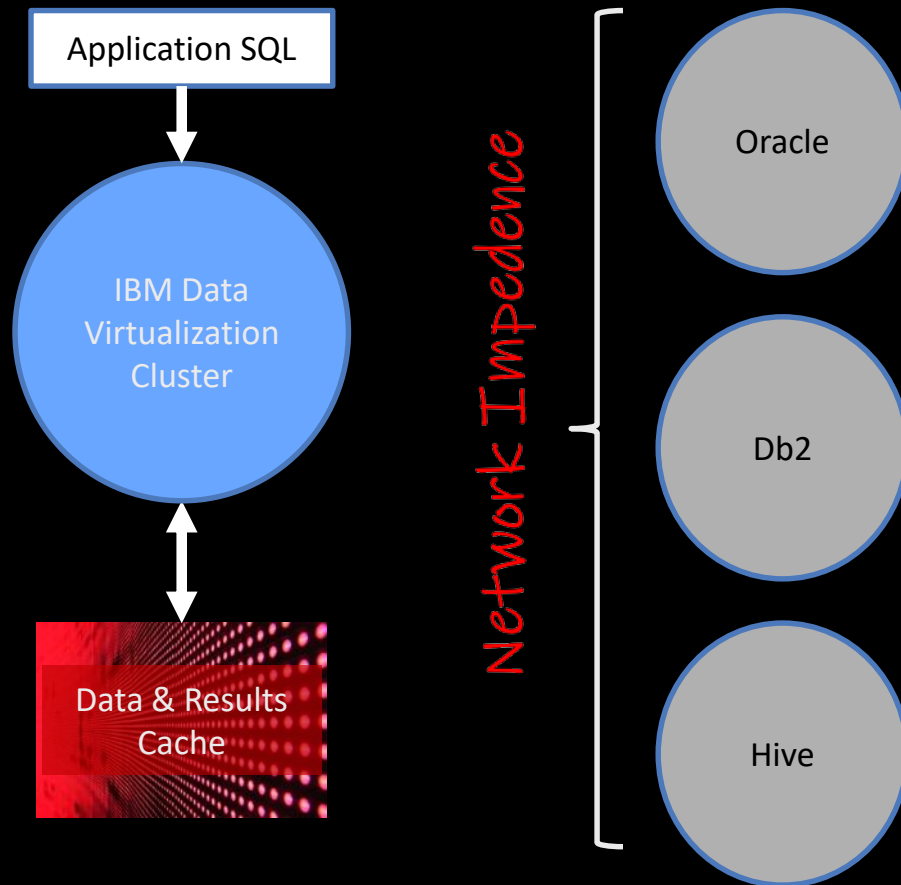 Application SQL
IBM Data
Virtualization
Cluster
Data & Results
Cache
Network Impedence
Oracle
Db2
Hive